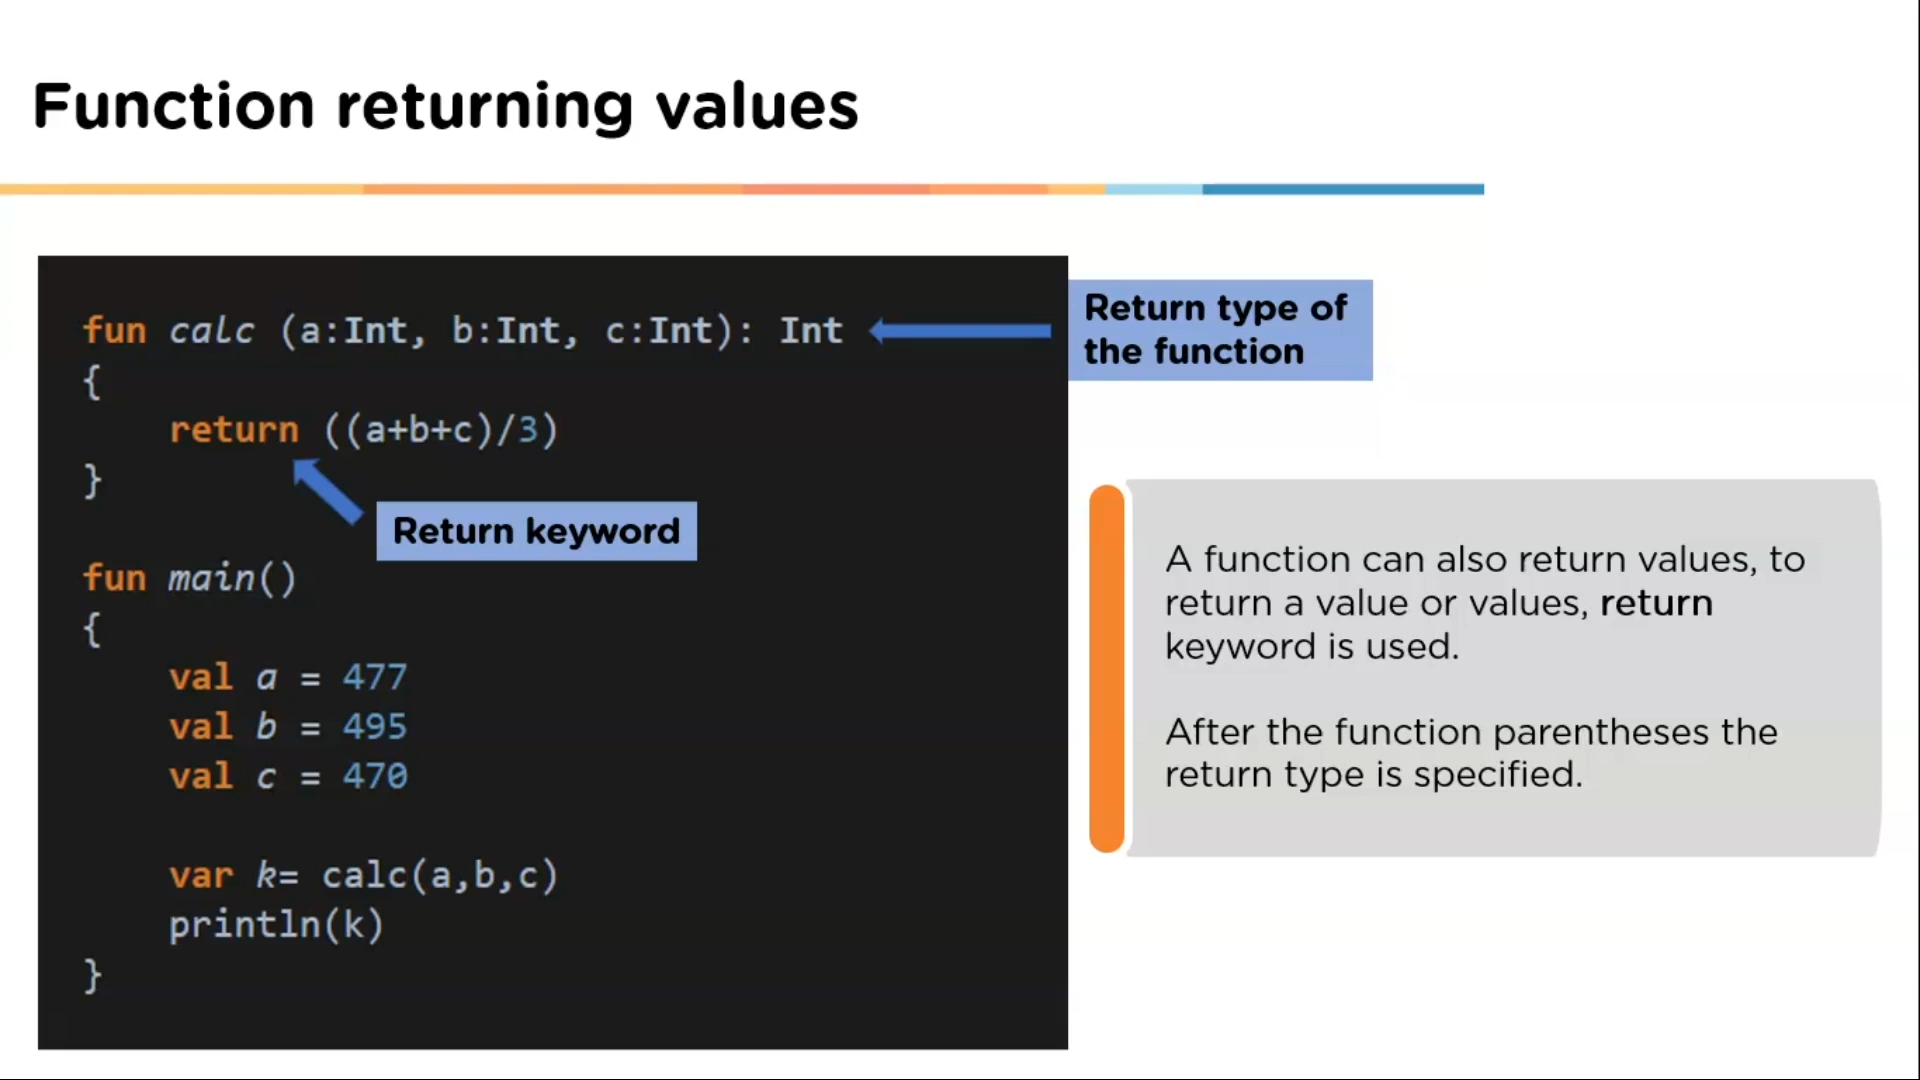 Function returning values
fun calc (a:Int, b:Int, c:Int): Int
{
    return ((a+b+c)/3)
}
Return type of
the function
Return keyword
fun main()
{
    val a = 477
    val b = 495
    val c = 470
    var k= calc(a,b,c)
    println(k)
}
A function can also return values, to
return a value or values, return
keyword is used.
After the function parentheses the
return type is specified.